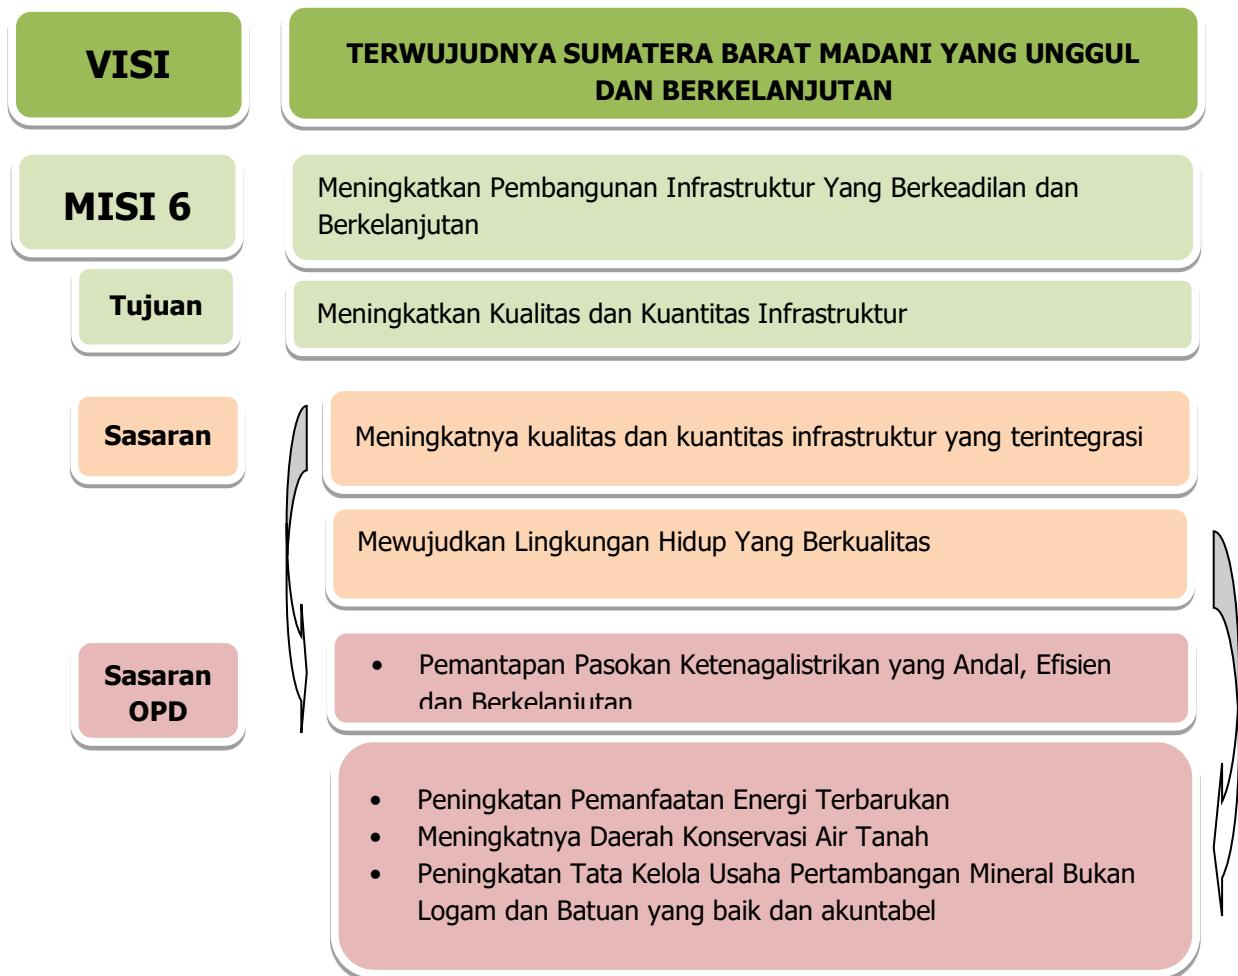 VISI
TERWUJUDNYA SUMATERA BARAT MADANI YANG UNGGUL
DAN BERKELANJUTAN
MISI 6
Meningkatkan Pembangunan Infrastruktur Yang Berkeadilan dan
Berkelanjutan
Tujuan
Meningkatkan Kualitas dan Kuantitas Infrastruktur
Sasaran
Meningkatnya kualitas dan kuantitas infrastruktur yang terintegrasi
Mewujudkan Lingkungan Hidup Yang Berkualitas
Sasaran
OPD
• Pemantapan Pasokan Ketenagalistrikan yang Andal, Efisien
dan Berkelanjutan
• Peningkatan Pemanfaatan Energi Terbarukan
• Meningkatnya Daerah Konservasi Air Tanah
• Peningkatan Tata Kelola Usaha Pertambangan Mineral Bukan
Logam dan Batuan yang baik dan akuntabel